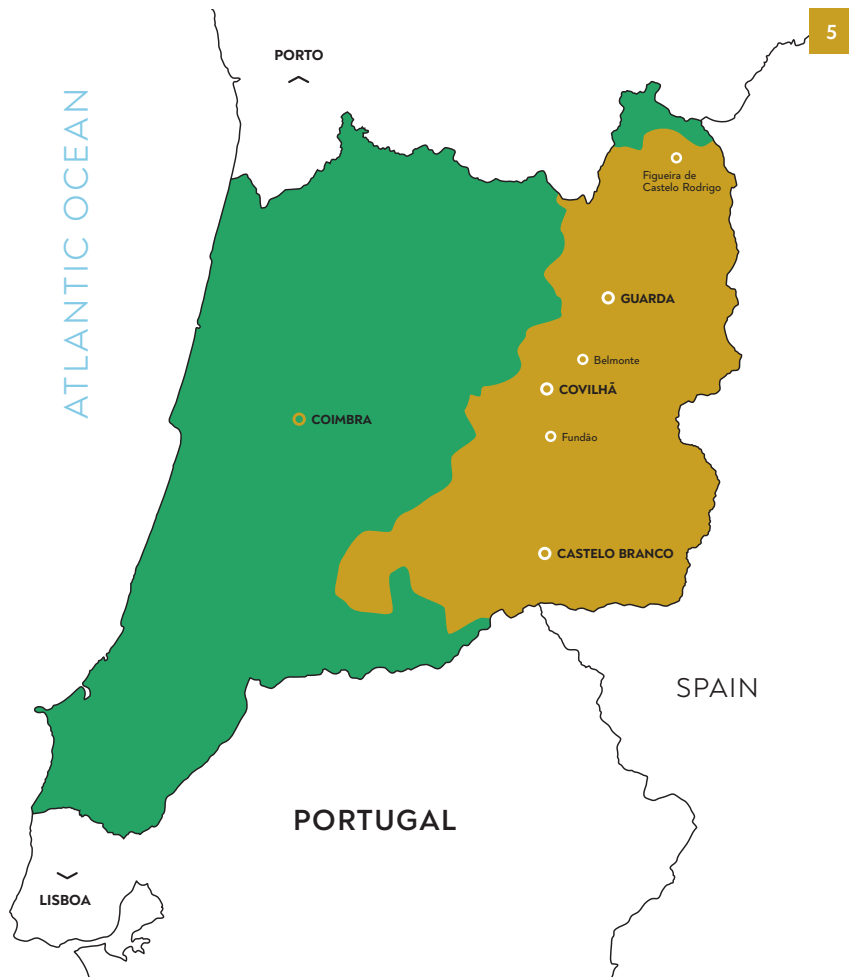 5
PORTO
ATLANTIC OCEAN
Figueira de
Castelo Rodrigo
GUARDA
Belmonte
COVILHÃ
COIMBRA
Fundão
CASTELO BRANCO
SPAIN
PORTUGAL
LISBOA